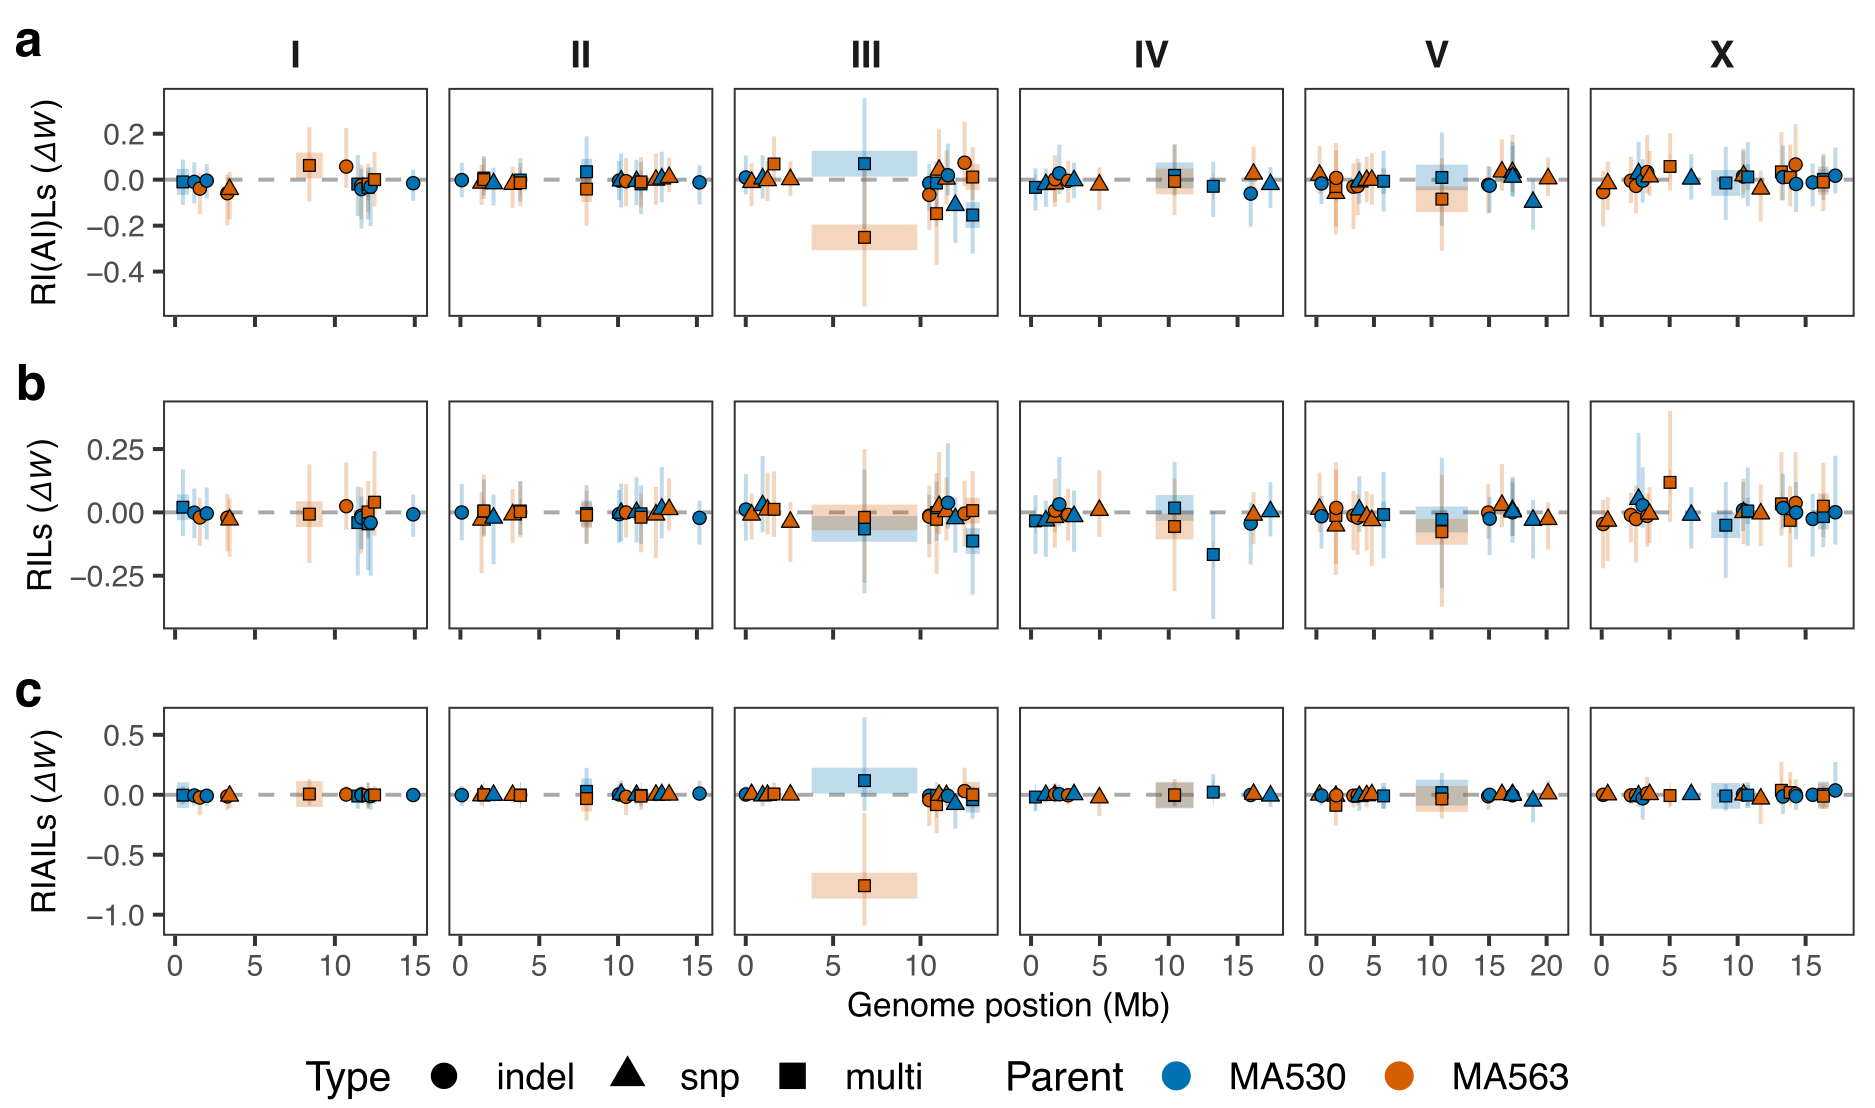 a
I II III IV V X
RI(AI)Ls (ΔW)
0.2
0.0
−0.2
−0.4
b
RILs (ΔW)
0.25
0.00
−0.25
c
RIAILs (ΔW)
0.5
0.0
−0.5
−1.0
0 5 10 15 0 5 10 15 0 5 10 0 5 10 15 0 5 10 15 20 0 5 10 15
Genome postion (Mb)
Type indel snp multi Parent MA530 MA563